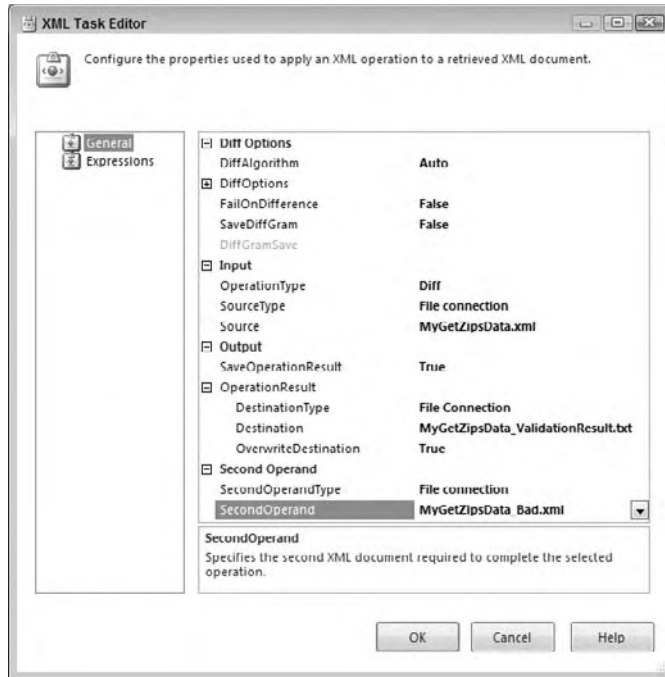 XML Task Editor
Configure the properties used to apply an XML operation to a retrieved XML document.
General
Expressions
Diff Options
DiffAlgorithm Auto
DiffOptions
FailOnDifference False
SaveDiffGram False
DiffGramSave
Input
OperationType Diff
SourceType File connection
Source MyGetZipsData.xml
Output
SaveOperationResult True
OperationResult
DestinationType File Connection
Destination MyGetZipsData_ValidationResult.txt
OverwriteDestination True
Second Operand
SecondOperandType File connection
SecondOperand MyGetZipsData_Bad.xml
SecondOperand
Specifies the second XML document required to complete the selected
operation.
OK Cancel Help